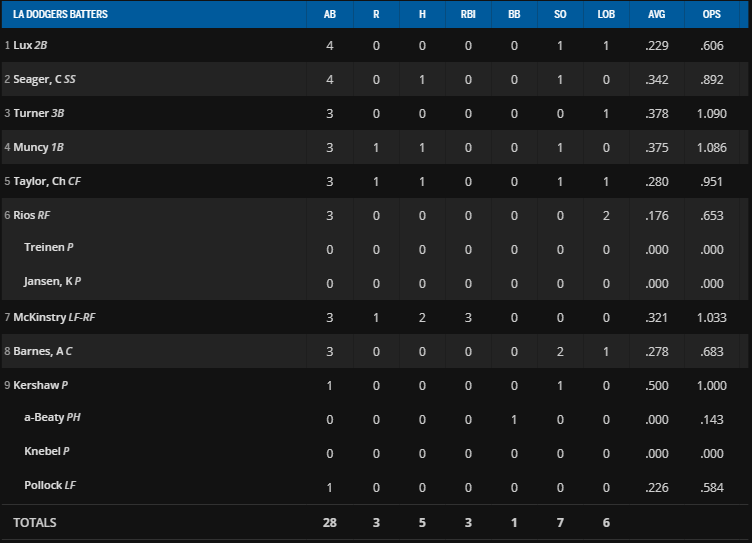 LA DODGERS BATTERS AB R H RBI BB SO LOB AVG OPS
1 Lux 2B 4 0 0 0 0 1 1 .229 .606
2 Seager, C SS 4 0 1 0 0 1 0 .342 .892
3 Turner 3B 3 0 0 0 0 0 1 .378 1.090
4 Muncy 1B 3 1 1 0 0 1 0 .375 1.086
5 Taylor, Ch CF 3 1 1 0 0 1 1 .280 .951
6 Rios RF 3 0 0 0 0 0 2 .176 .653
Treinen P 0 0 0 0 0 0 0 .000 .000
Jansen, K P 0 0 0 0 0 0 0 .000 .000
7 McKinstry LF-RF 3 1 2 3 0 0 0 .321 1.033
8 Barnes, A C 3 0 0 0 0 2 1 .278 .683
9 Kershaw P 1 0 0 0 0 1 0 .500 1.000
a-Beaty PH 0 0 0 0 1 0 0 .000 .143
Knebel P 0 0 0 0 0 0 0 .000 .000
Pollock LF 1 0 0 0 0 0 0 .226 .584
TOTALS 28 3 5 3 1 7 6